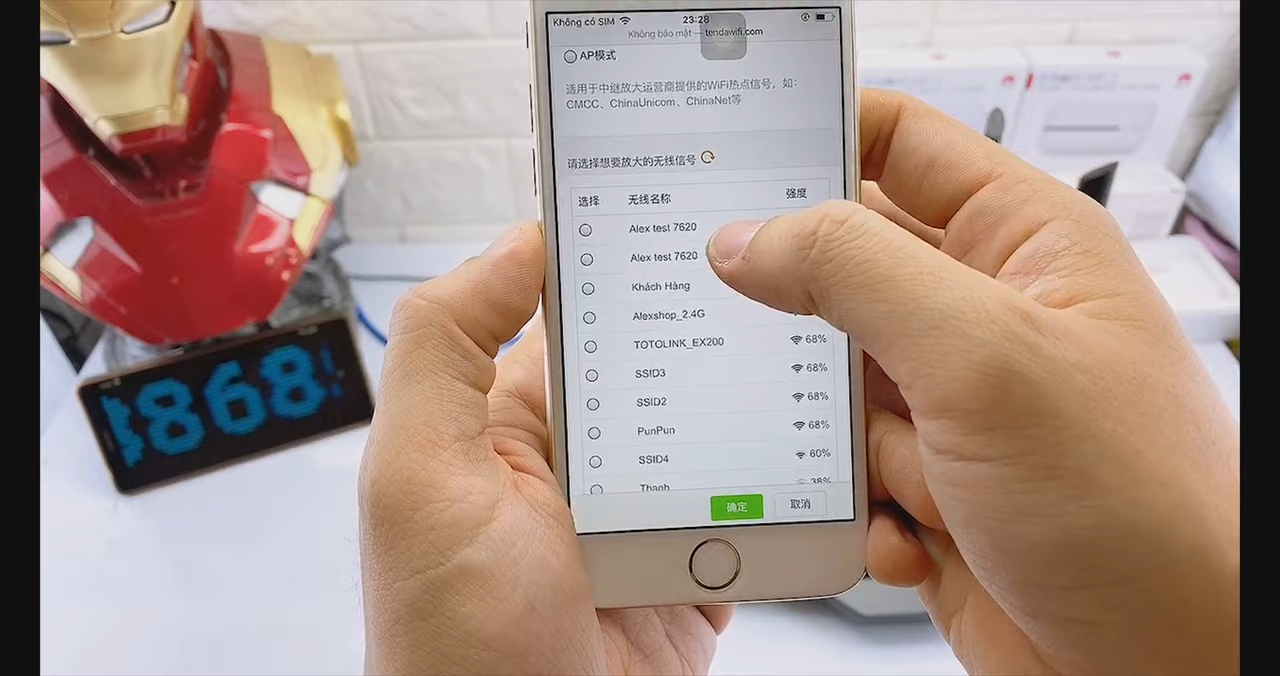 Không có SIM 23:28
Không bảo mật — tendawifi.com
AP模式
适用于中继放大运营商提供的WiFi热点信号，如：
CMCC、ChinaUnicom、ChinaNet等
请选择想要放大的无线信号
选择 无线名称 强度
Alex test 7620
Alex test 7620
Khách Hàng
Alexshop_2.4G
TOTOLINK_EX200 68%
SSID3 68%
SSID2 68%
PunPun 68%
SSID4 60%
Thanh 38%
确定 取消
868